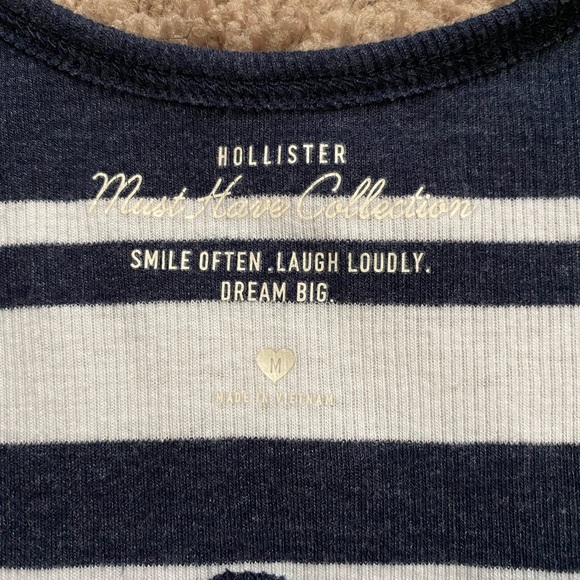 HOLLISTER
Must Have Collection
SMILE OFTEN .LAUGH LOUDLY.
DREAM BIG.
M
MADE IN VIETNAM